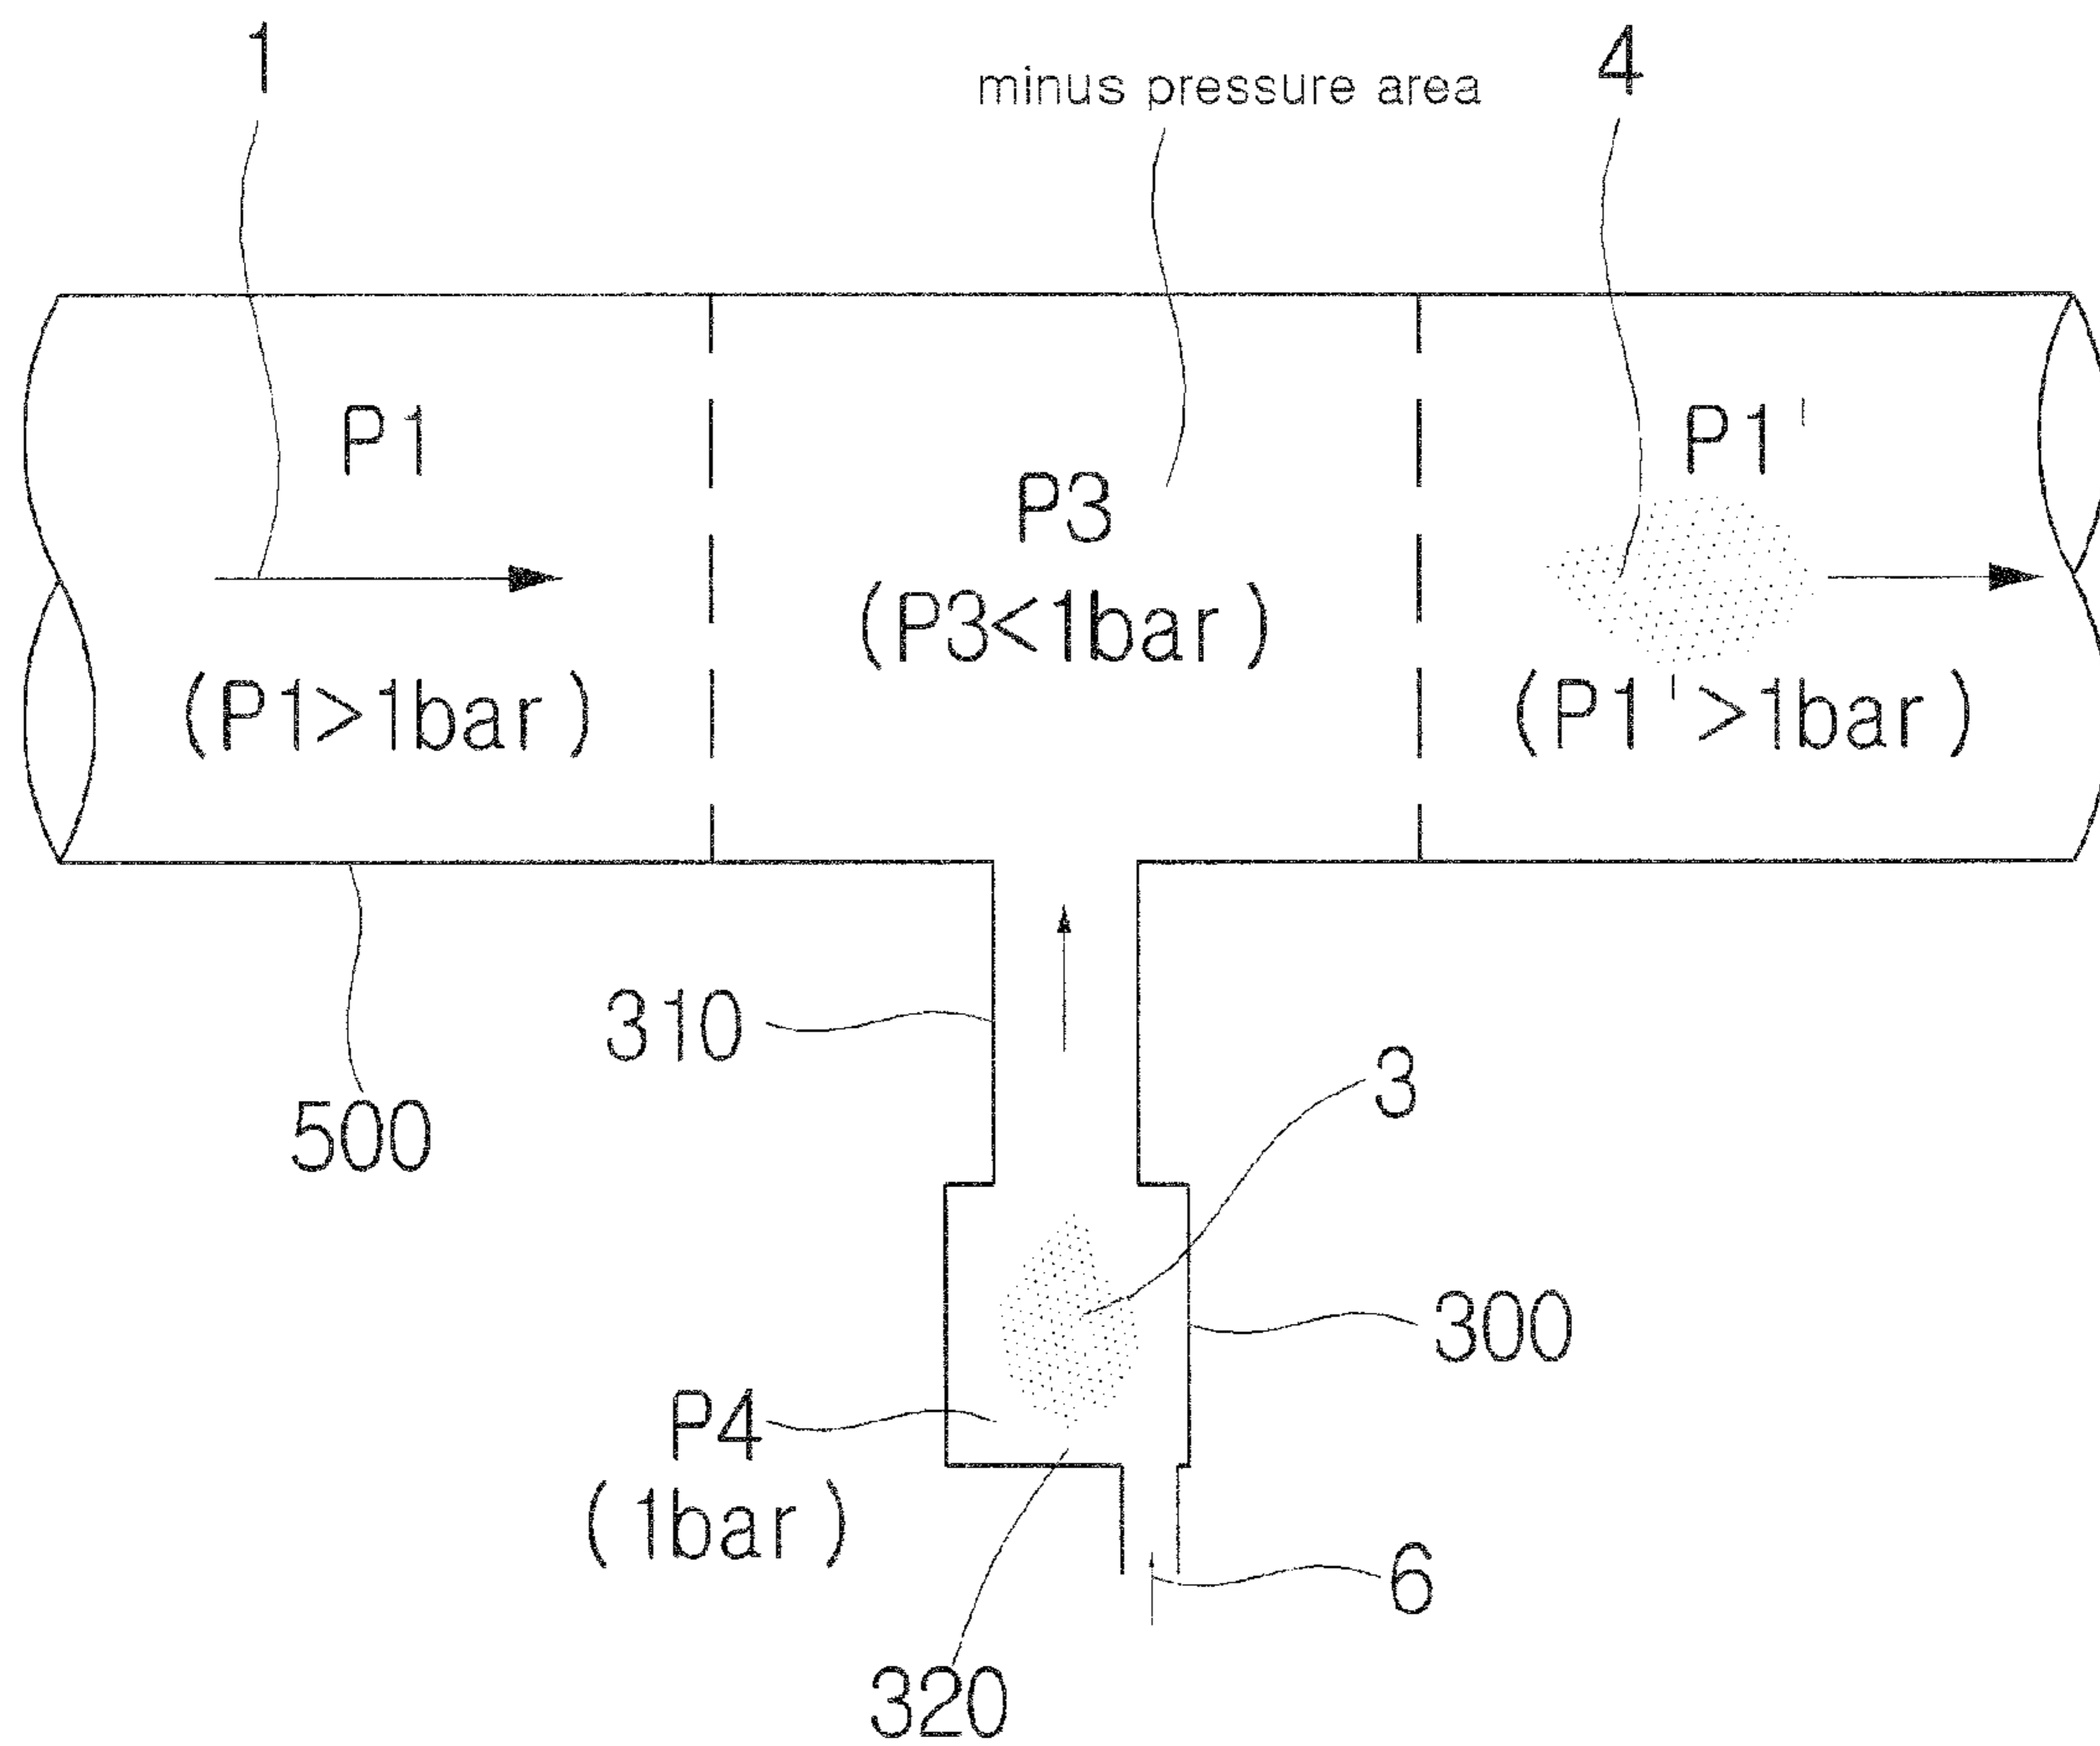 1
minus pressure area
4
P1
P3
P1'
(P3<1bar)
(P1>1bar)
(P1'>1bar)
310
3
500
300
P4
(1bar)
6
320